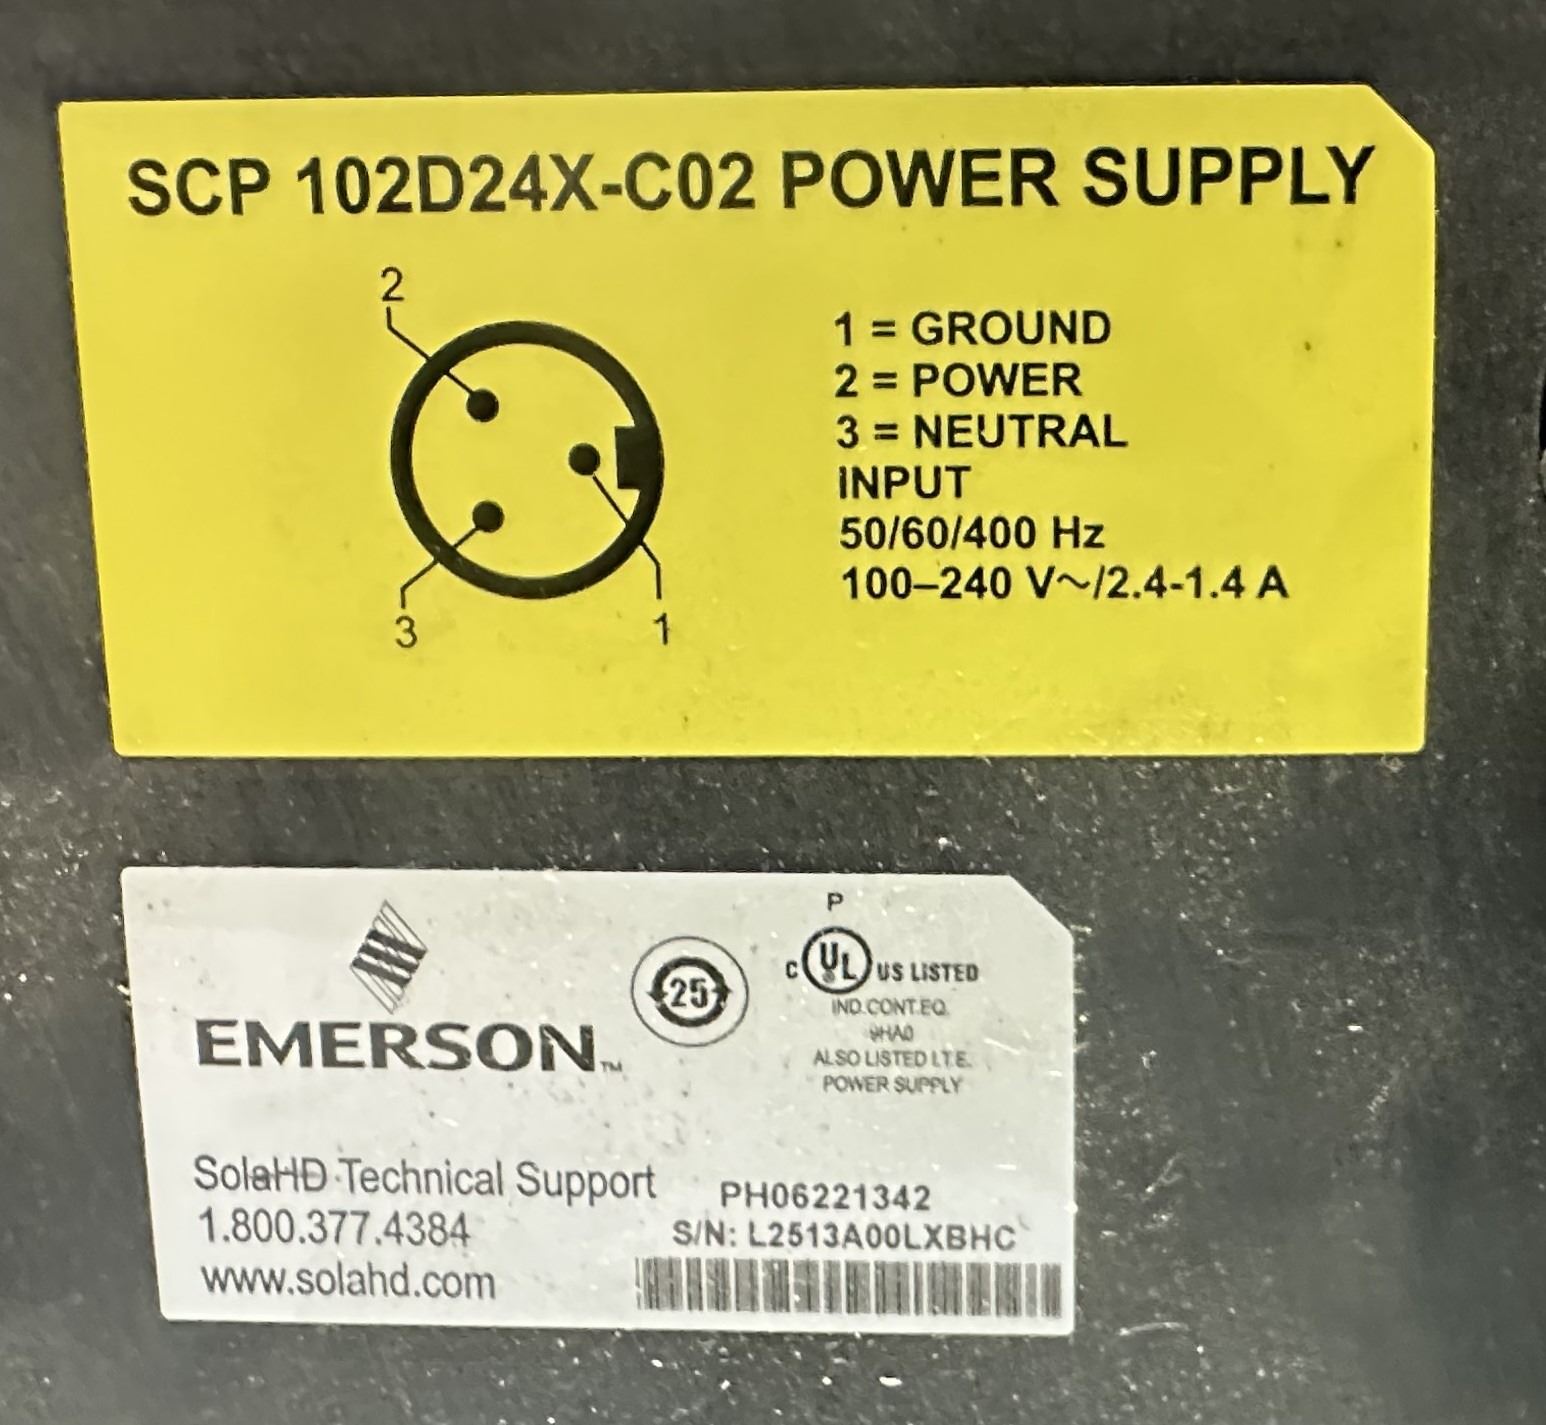 SCP 102D24X-C02 POWER SUPPLY
2
3
1
1 = GROUND
2 = POWER
3 = NEUTRAL
INPUT
50/60/400 Hz
100–240 V~/2.4-1.4 A
EMERSON™
25
P
c UL® US LISTED
IND.CONT.EQ.
9HA0
ALSO LISTED I.T.E.
POWER SUPPLY
SolaHD Technical Support
1.800.377.4384
www.solahd.com
PH06221342
S/N: L2513A00LXBHC